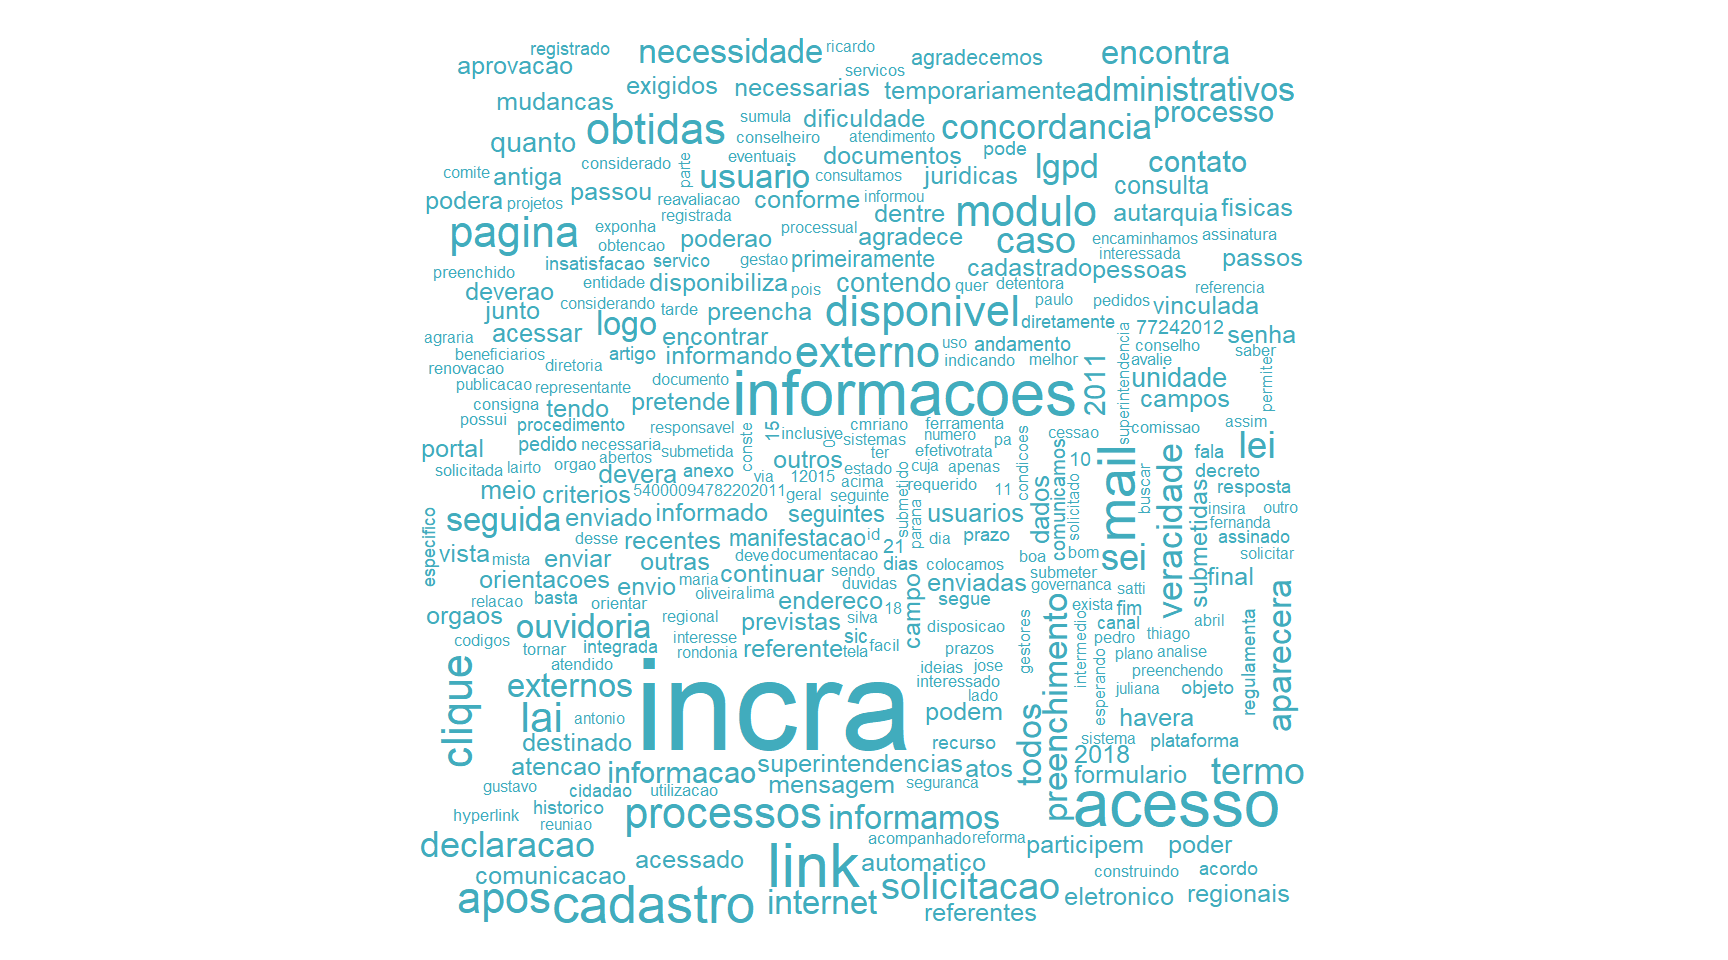 registrado
necessidade
ricardo
agradecemos
encontra
aprovacao
servicos
exigidos
necessarias
temporariamente
administrativos
mudancas
obtidas
sumula
dificuldade
concordancia
processo
quanto
conselheiro
atendimento
considerado
parte
eventuais
documentos
pode
lgpd
contato
comite
antiga
passou
usuario
consultamos
juridicas
consulta
podera
projetos
reavaliacao
conforme
informou
dentre
modulo
autarquia
fisicas
registrada
pagina
exponha
obtencao
poderao
processual
agradece
caso
encaminhamos
assinatura
interessada
preenchido
insatisfacao
servico
gestao
primeiramente
cadastrado
pessoas
passos
entidade
disponibiliza
pois
contendo
quer
detentora
referencia
deverao
considerando
tarde
preencha
disponivel
paulo
pedidos
vinculada
junto
logo
diretamente
agraria
acessar
encontrar
externo
uso
andamento
superintendencia
77242012
senha
conselho
beneficiarios
artigo
informando
indicando
melhor
2011
avalie
saber
renovacao
diretoria
informacoes
unidade
permite
publicacao
representante
documento
consigna
tendo
pretende
campos
possui
procedimento
responsavel
conste
15
inclusive
cmriano
ferramenta
cessao
comissao
assim
portal
pedido
necessaria
sistemas
numero
pa
condicoes
comunicamos
mail
veracidade
fala
lei
solicitada
lairto
orgao
abertos
submetida
outros
ter
efetivo
trata
10
devera
anexo
via
12015
estado
acima
cuja
apenas
dados
solicitado
buscar
submetidas
decreto
meio
criterios
54000094782202011
geral
seguinte
submetido
requerido
11
resposta
especifico
seguida
enviado
informado
seguintes
parana
usuarios
insira
outro
fernanda
desse
recentes
manifestacao
id
21
dia
prazo
sei
assinado
vista
mista
enviar
outras
deve
documentacao
dias
colocamos
boa
bom
solicitar
orientacoes
envio
maria
continuar
sendo
duvidas
campo
enviadas
submeter
governanca
satti
final
relacao
basta
orientar
oliveira
lima
endereco
18
segue
gestores
preenchimento
exista
fim
aparecera
orgaos
ouvidoria
regional
previstas
silva
disposicao
intermedio
canal
abril
regulamenta
codigos
tornar
integrada
interesse
rondonia
referente
sic
tela
facil
prazos
pedro
thiago
clique
atendido
ideias
jose
plano
analise
externos
incra
interessado
esperando
preenchendo
juliana
objeto
lai
antonio
lado
podem
todos
havera
destinado
recurso
sistema
plataforma
atencao
informacao
superintendencias
atos
2018
formulario
termo
gustavo
cidadao
utilizacao
mensagem
seguranca
hyperlink
historico
reuniao
processos
informamos
acesso
declaracao
acessado
link
acompanhado
reforma
participem
poder
comunicacao
automatico
construindo
acordo
apos
cadastro
internet
solicitacao
referentes
eletronico
regionais